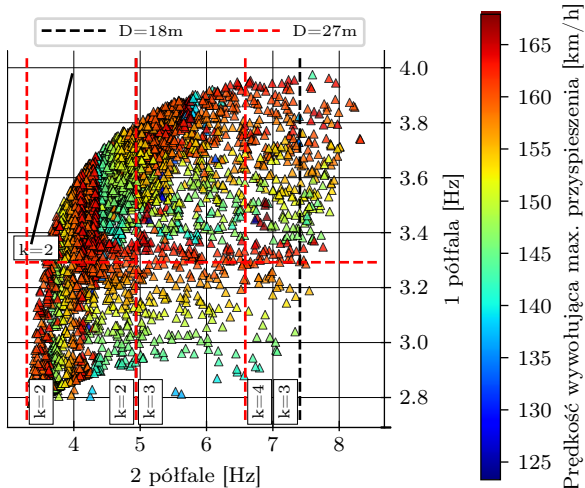 D=18m
D=27m
4.0
3.8
3.6
3.4
3.2
3.0
2.8
1 półfala [Hz]
k=2
k=2
k=2
k=3
k=4
k=3
4
5
6
7
8
2 półfale [Hz]
165
160
155
150
145
140
135
130
125
Prędkość wywołująca max. przyspieszenia [km/h]